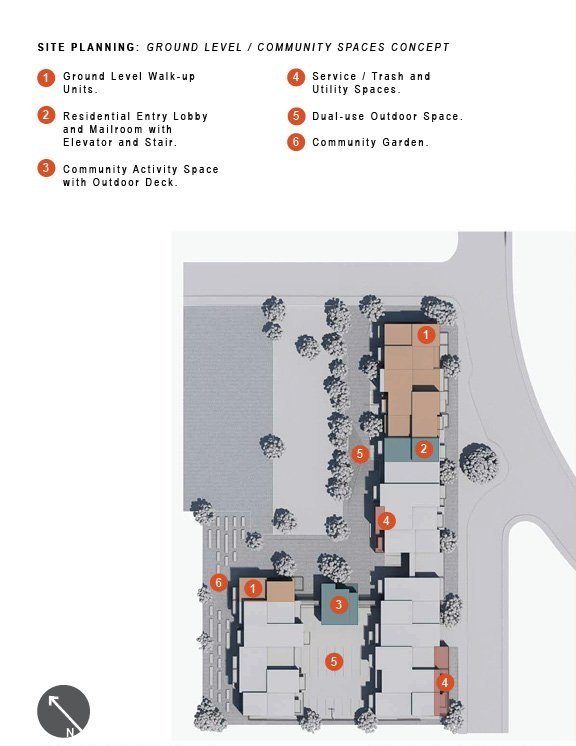 SITE PLANNING: GROUND LEVEL / COMMUNITY SPACES CONCEPT
1 Ground Level Walk-up
Units.
2 Residential Entry Lobby
and Mailroom with
Elevator and Stair.
3 Community Activity Space
with Outdoor Deck.
4 Service / Trash and
Utility Spaces.
5 Dual-use Outdoor Space.
6 Community Garden.
1
2
5
4
6
1
3
5
4
N